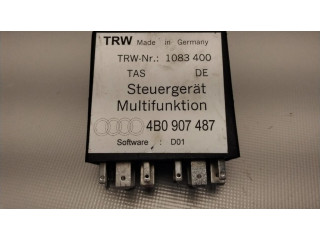 TRW Made in Germany
TRW-Nr.: 1083 400
TAS DE
Steuergerät
Multifunktion
4B0 907 487
Software : D01